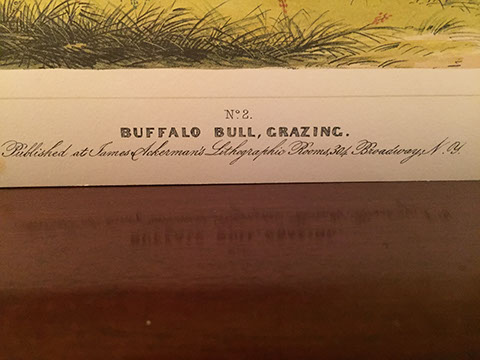 No. 2.
BUFFALO BULL, GRAZING.
Published at James Ackerman's Lithographic Rooms, 304 Broadway, N.Y.